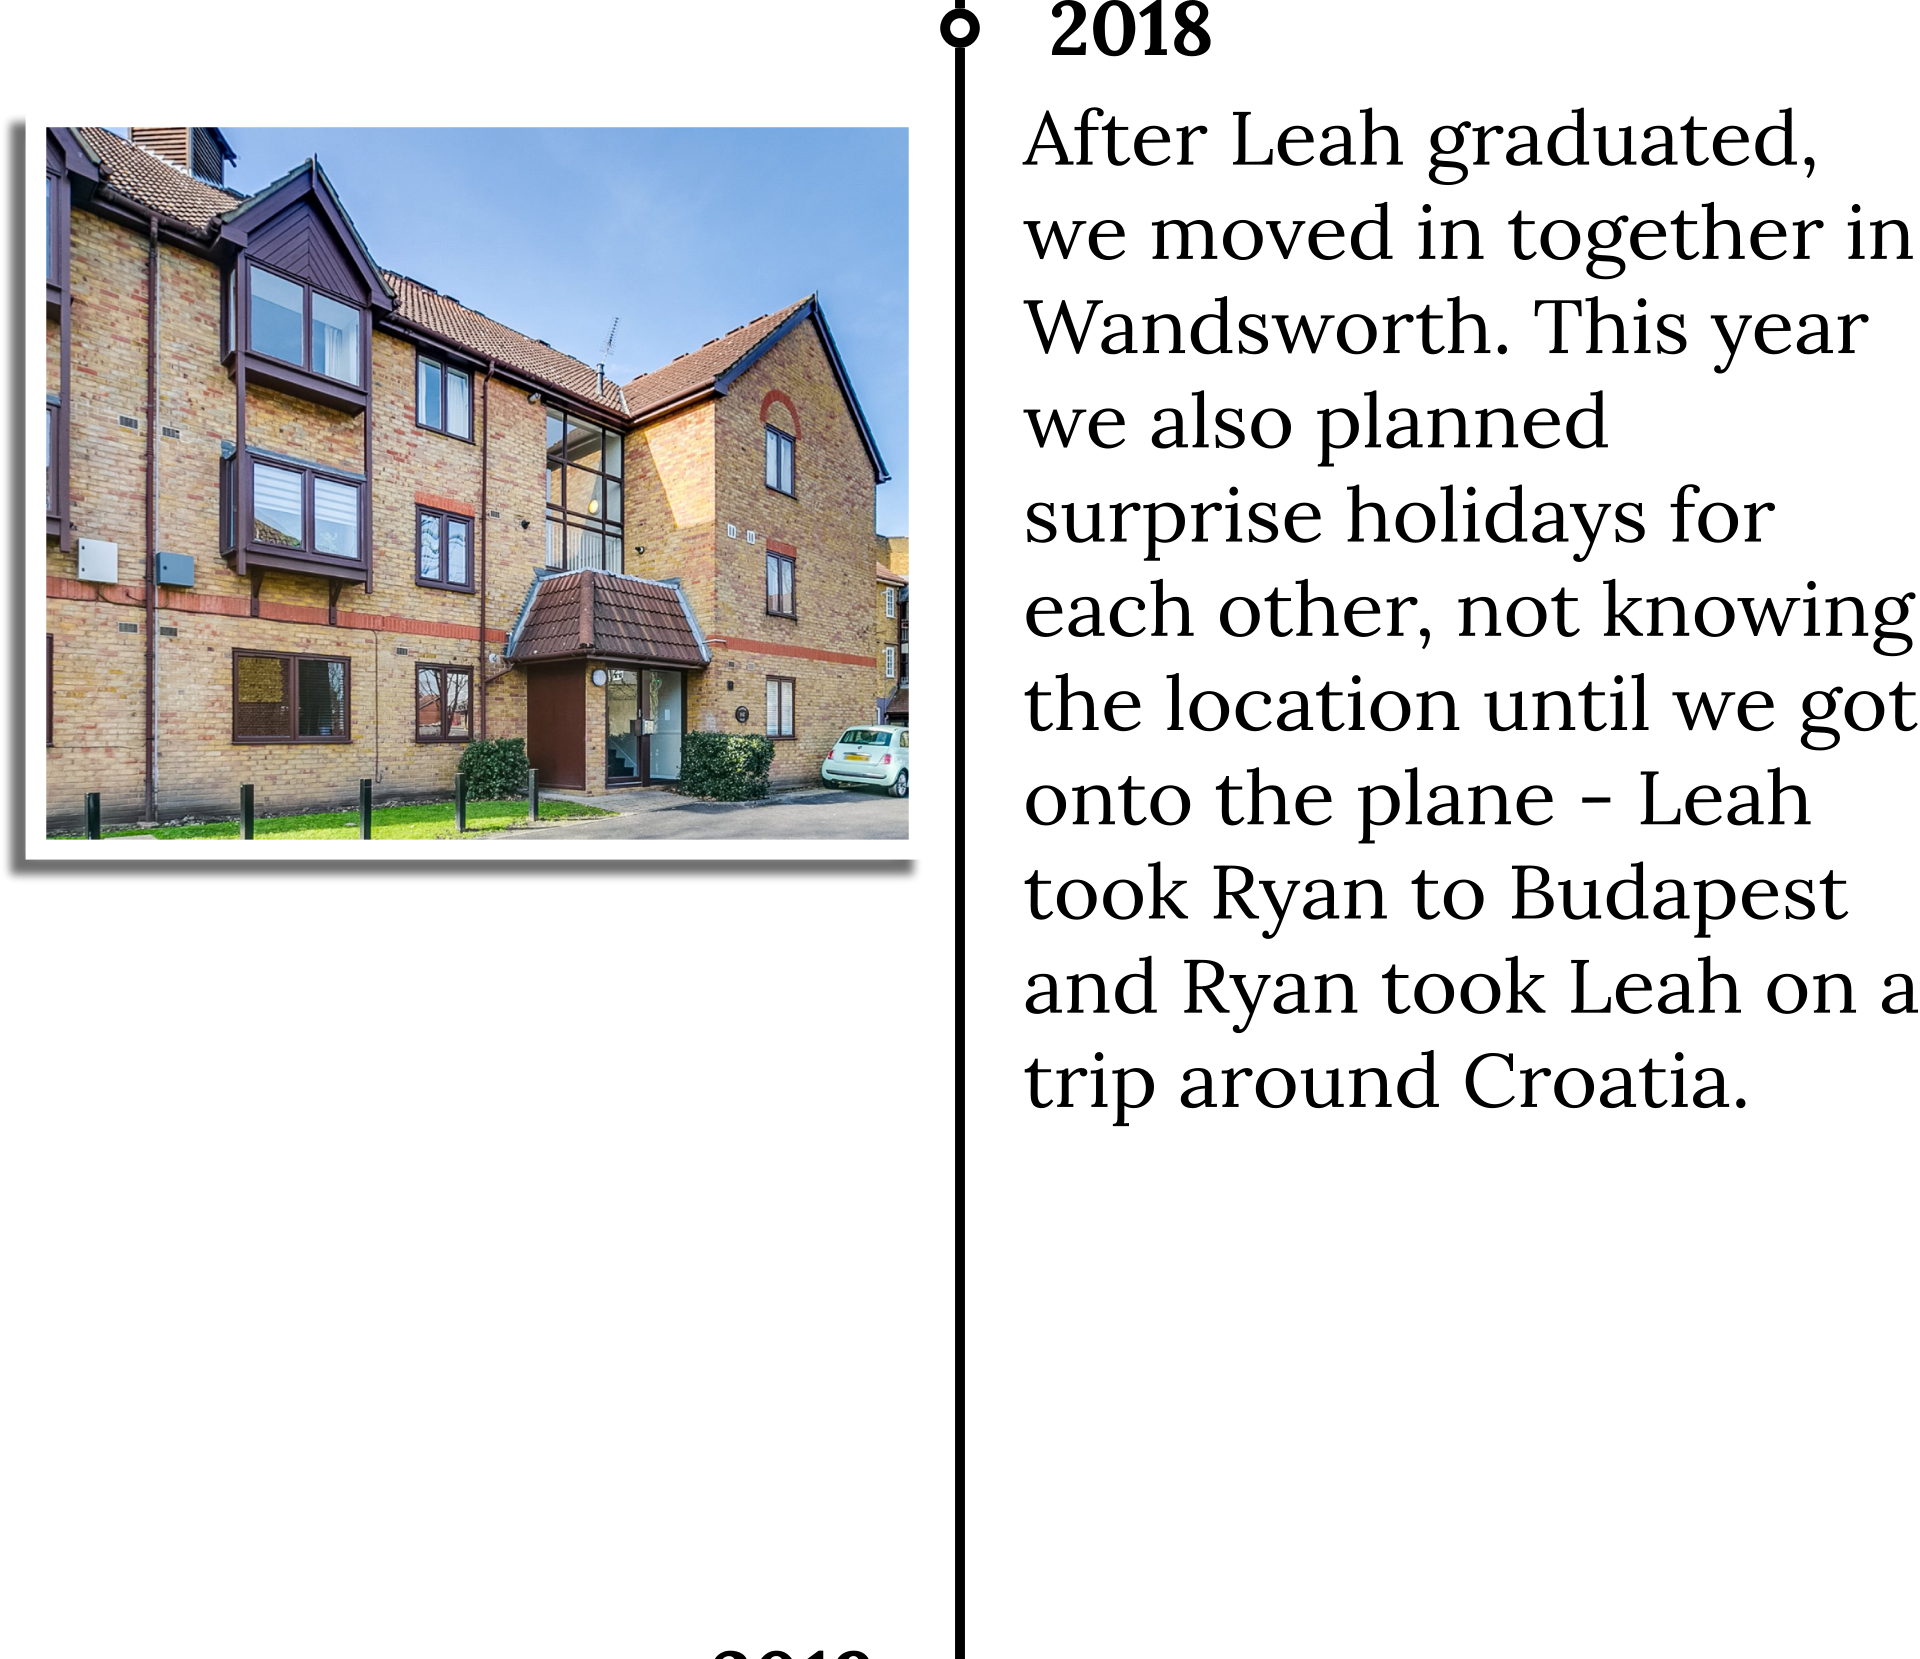 2018
After Leah graduated,
we moved in together in
Wandsworth. This year
we also planned
surprise holidays for
each other, not knowing
the location until we got
onto the plane - Leah
took Ryan to Budapest
and Ryan took Leah on a
trip around Croatia.